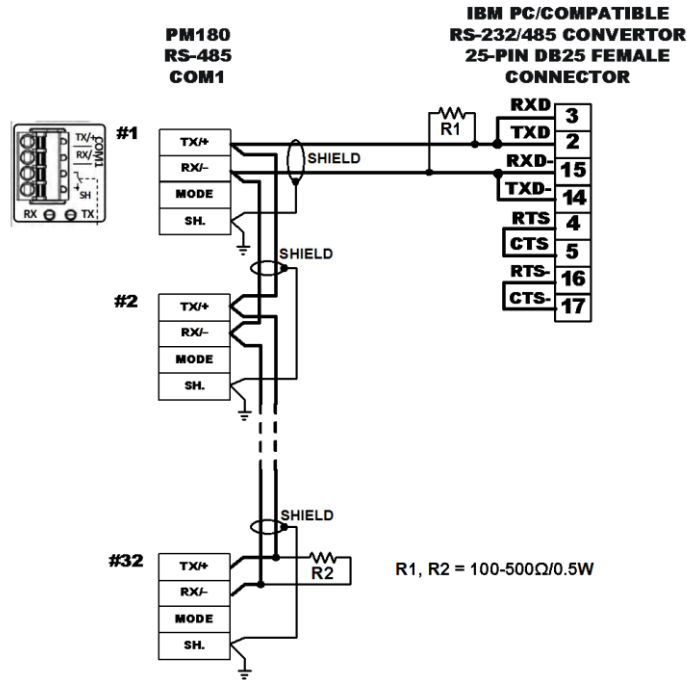 IBM PC/COMPATIBLE
RS-232/485 CONVERTOR
25-PIN DB25 FEMALE
CONNECTOR
PM180
RS-485
COM1
#1
TX/+
RX/-
COM1
+
SH
RX
TX
TX/+
RX/–
MODE
SH.
SHIELD
R1
RXD 3
TXD 2
RXD- 15
TXD- 14
RTS 4
CTS 5
RTS- 16
CTS- 17
SHIELD
#2
TX/+
RX/–
MODE
SH.
SHIELD
#32
TX/+
RX/–
MODE
SH.
R2
R1, R2 = 100-500Ω/0.5W